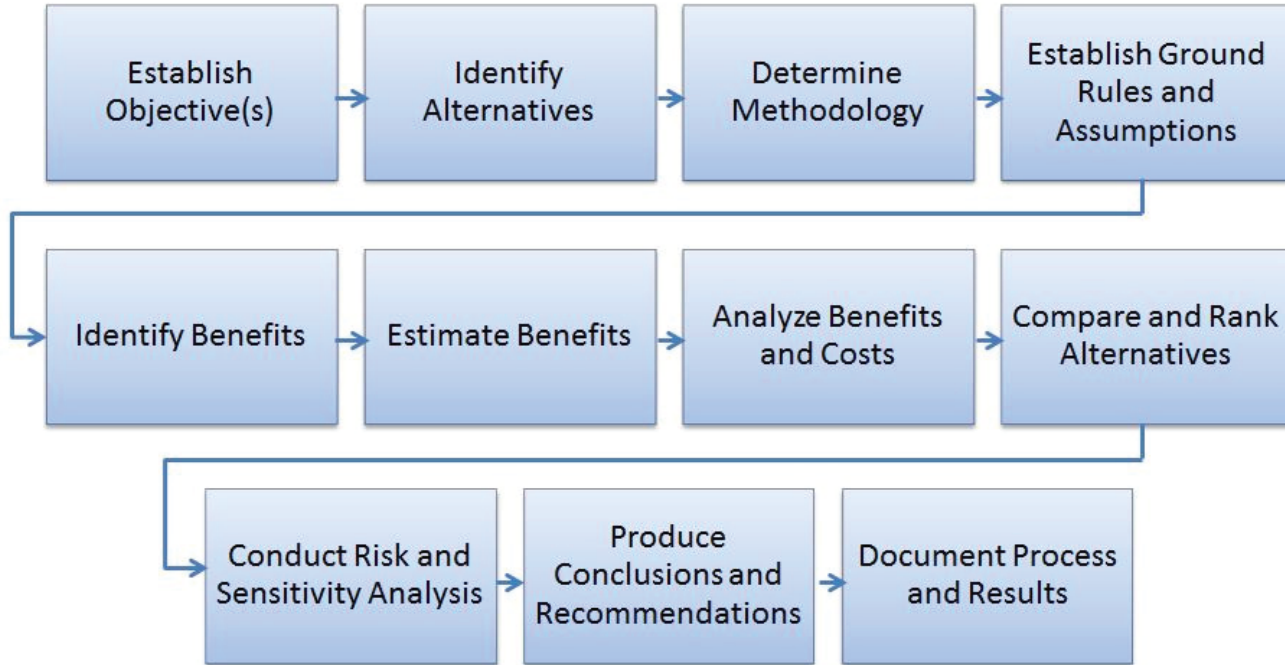 Establish
Objective(s)
Identify
Alternatives
Determine
Methodology
Establish Ground
Rules and
Assumptions
Identify Benefits
Estimate Benefits
Analyze Benefits
and Costs
Compare and Rank
Alternatives
Conduct Risk and
Sensitivity Analysis
Produce
Conclusions and
Recommendations
Document Process
and Results